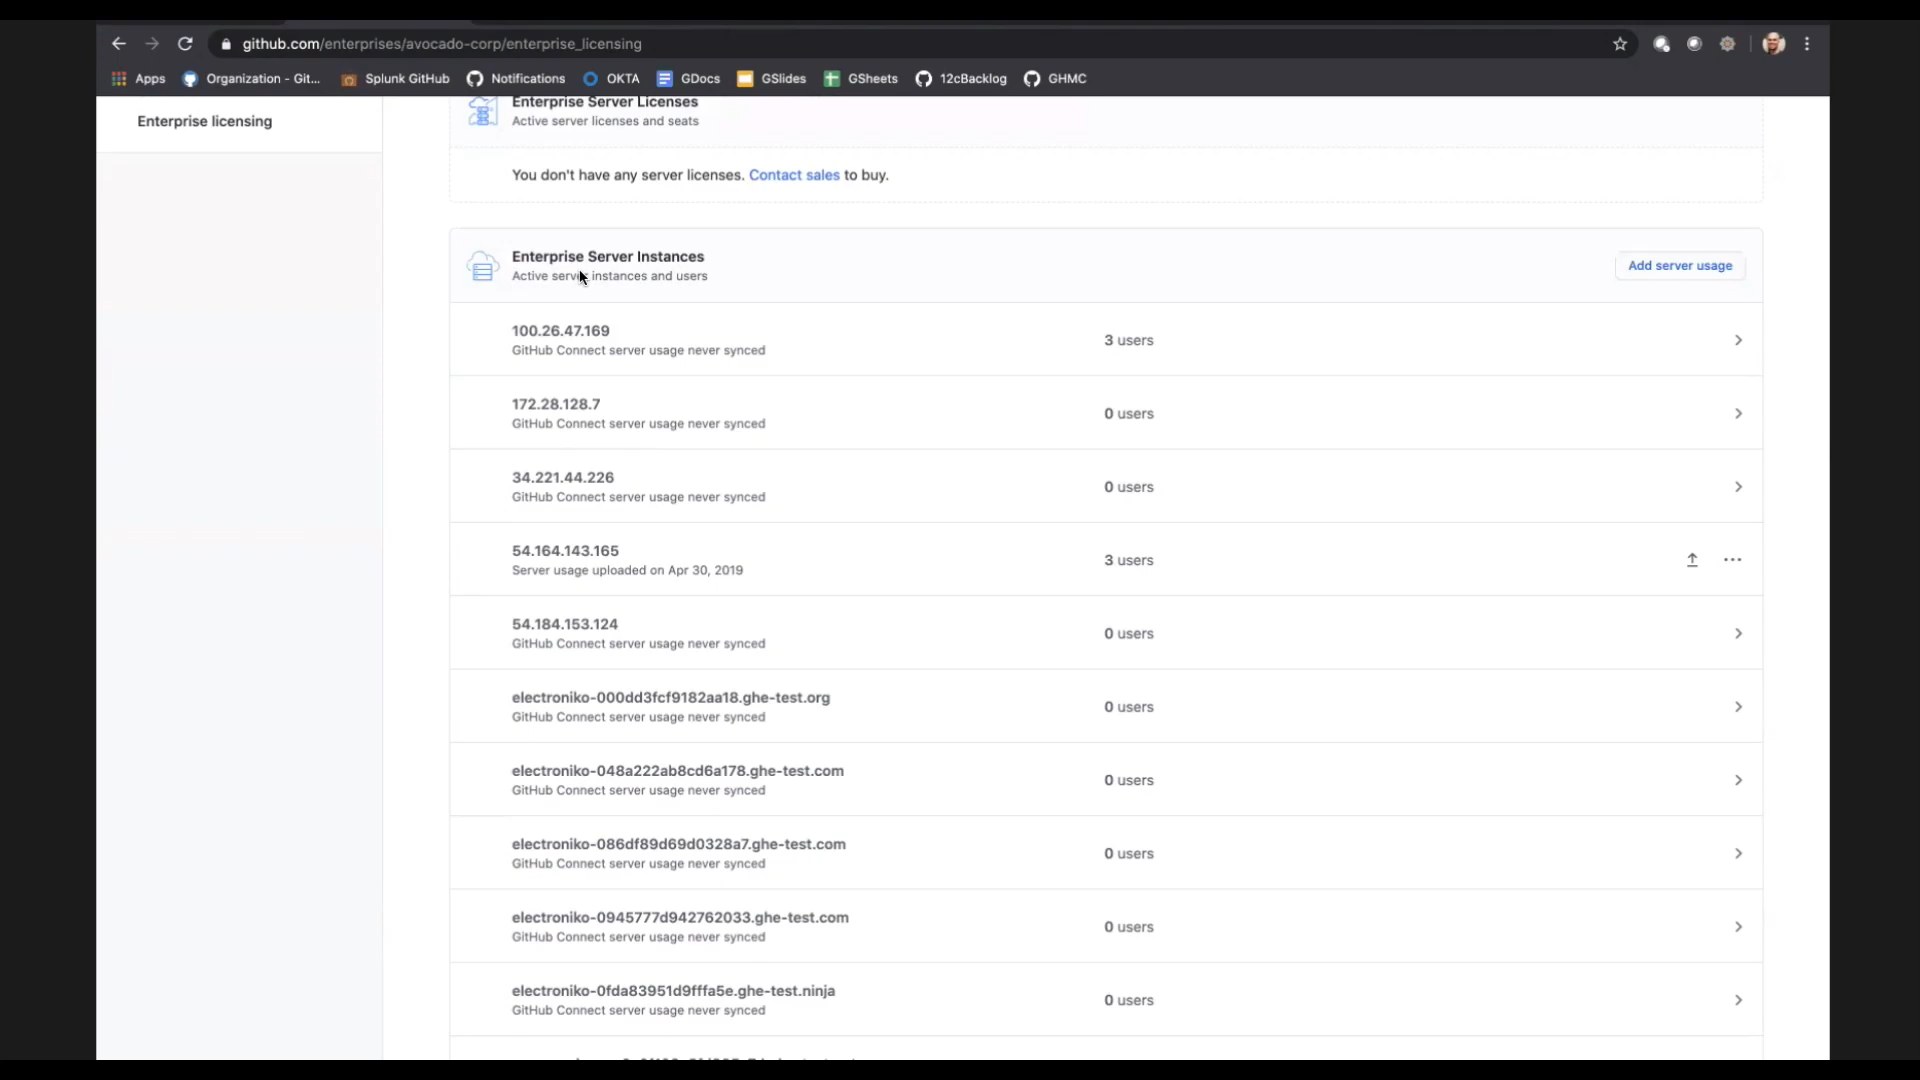 github.com/enterprises/avocado-corp/enterprise_licensing
Apps
Organization - Git...
Splunk GitHub
Notifications
OKTA
GDocs
GSlides
GSheets
12cBacklog
GHMC
Enterprise licensing
Enterprise Server Licenses
Active server licenses and seats
You don't have any server licenses. Contact sales to buy.
Enterprise Server Instances
Active server instances and users
Add server usage
100.26.47.169
GitHub Connect server usage never synced
3 users
172.28.128.7
GitHub Connect server usage never synced
0 users
34.221.44.226
GitHub Connect server usage never synced
0 users
54.164.143.165
Server usage uploaded on Apr 30, 2019
3 users
54.184.153.124
GitHub Connect server usage never synced
0 users
electroniko-000dd3fcf9182aa18.ghe-test.org
GitHub Connect server usage never synced
0 users
electroniko-048a222ab8cd6a178.ghe-test.com
GitHub Connect server usage never synced
0 users
electroniko-086df89d69d0328a7.ghe-test.com
GitHub Connect server usage never synced
0 users
electroniko-0945777d942762033.ghe-test.com
GitHub Connect server usage never synced
0 users
electroniko-0fda83951d9fffa5e.ghe-test.ninja
GitHub Connect server usage never synced
0 users